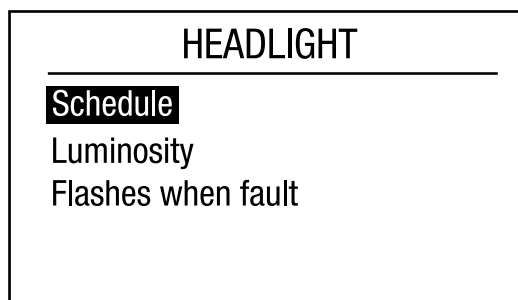 HEADLIGHT
Schedule
Luminosity
Flashes when fault